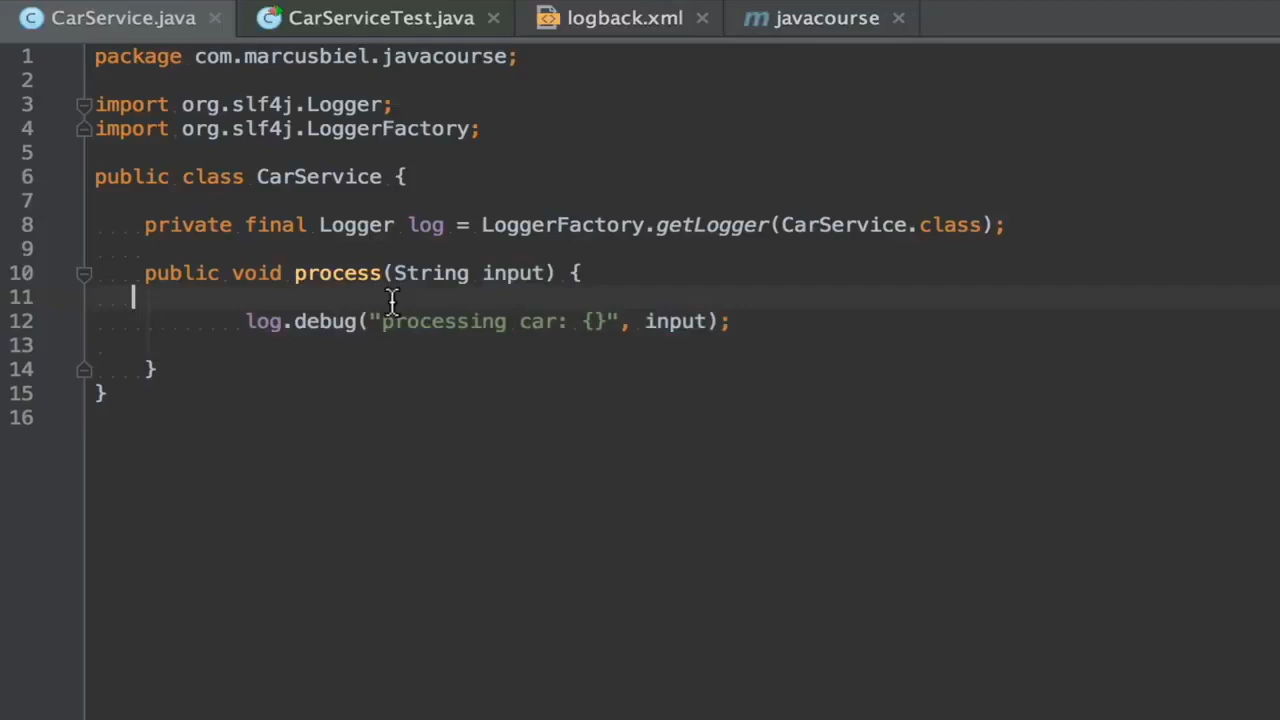 CarService.java CarServiceTest.java logback.xml javacourse
1 package com.marcusbiel.javacourse;
2
3 import org.slf4j.Logger;
4 import org.slf4j.LoggerFactory;
5
6 public class CarService {
7
8 private final Logger log = LoggerFactory.getLogger(CarService.class);
9
10 public void process(String input) {
11
12 log.debug("processing car: {}", input);
13
14 }
15 }
16